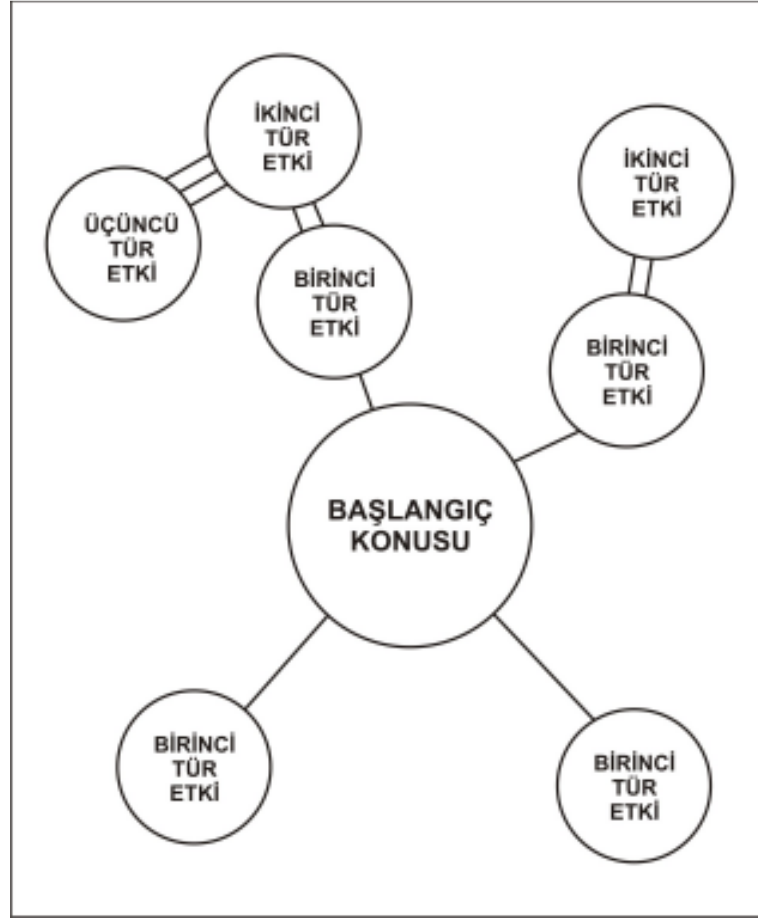 İKİNCİ
TÜR
ETKİ
İKİNCİ
TÜR
ETKİ
ÜÇÜNCÜ
TÜR
ETKİ
BİRİNCİ
TÜR
ETKİ
BİRİNCİ
TÜR
ETKİ
BAŞLANGIÇ
KONUSU
BİRİNCİ
TÜR
ETKİ
BİRİNCİ
TÜR
ETKİ